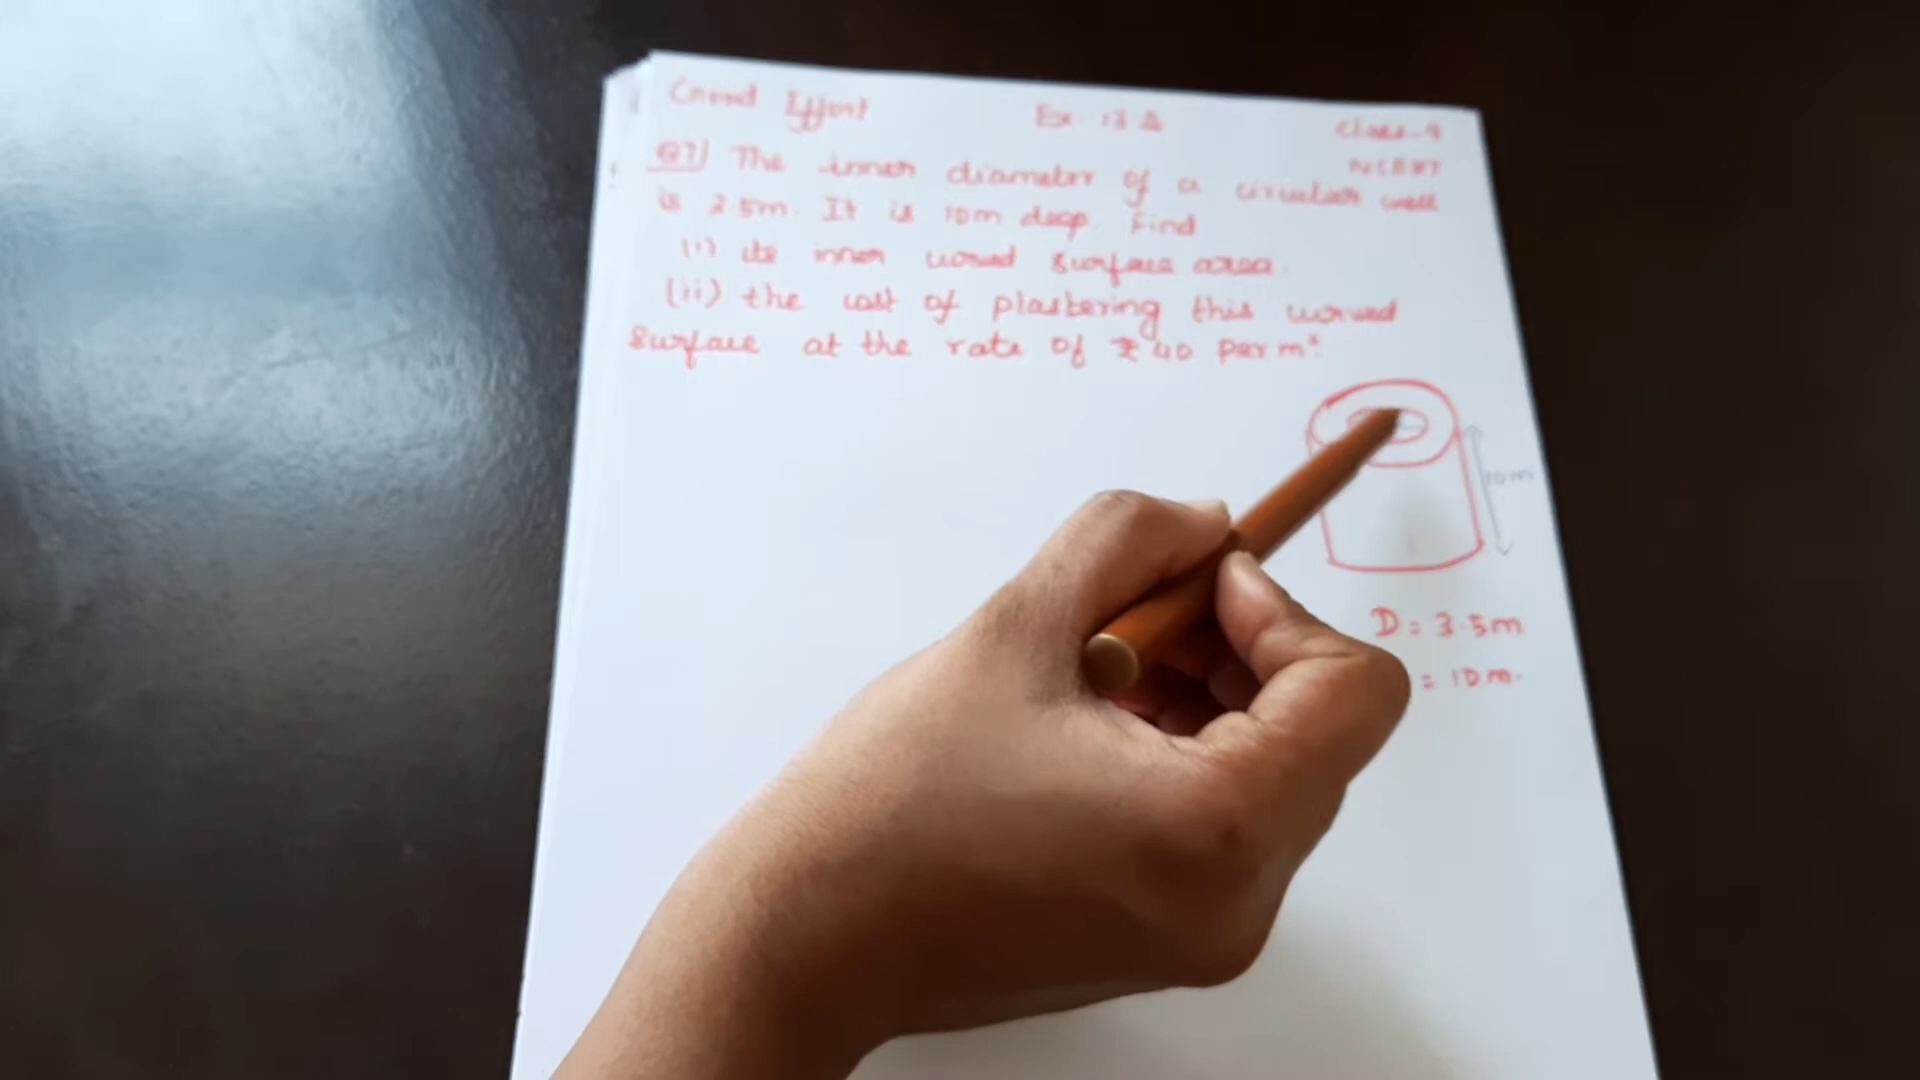 Good Effort Ex. 13.2 Class-9
NCERT
Q7) The inner diameter of a circular well
is 3.5m. It is 10m deep. Find
(i) its inner curved surface area.
(ii) the cost of plastering this curved
Surface at the rate of ₹40 per m².
10m
D = 3.5m
= 10m.